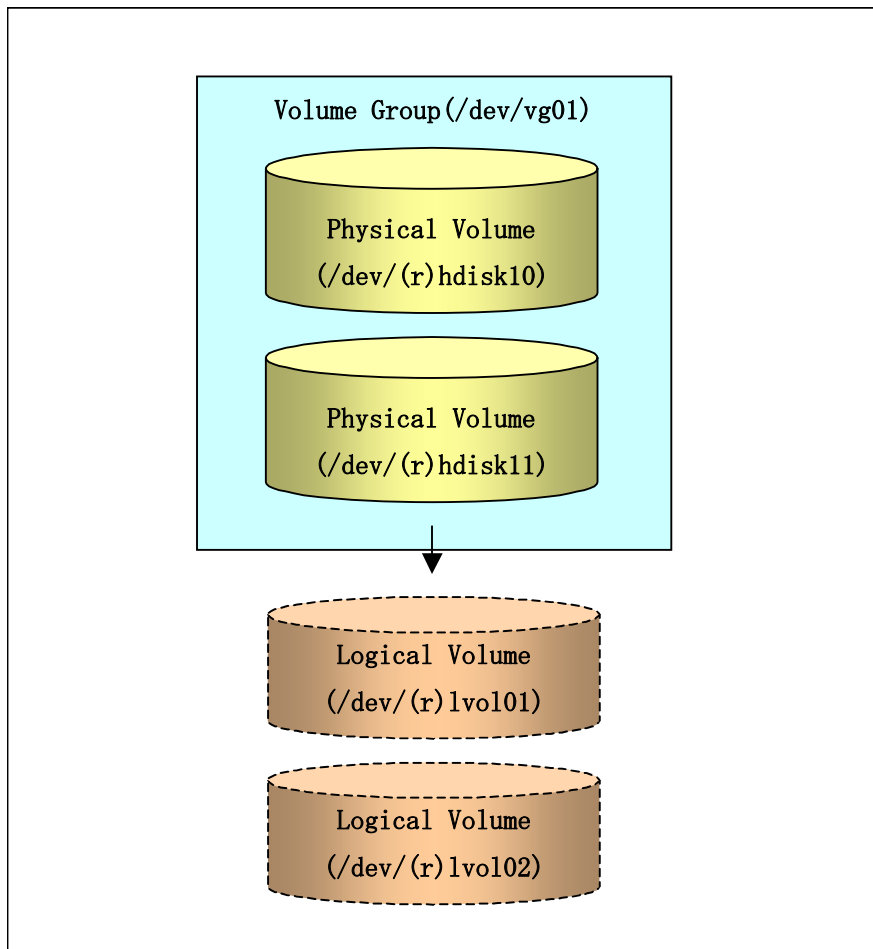 Volume Group(/dev/vg01)
Physical Volume
(/dev/(r)hdisk10)
Physical Volume
(/dev/(r)hdisk11)
Logical Volume
(/dev/(r)lvol01)
Logical Volume
(/dev/(r)lvol02)